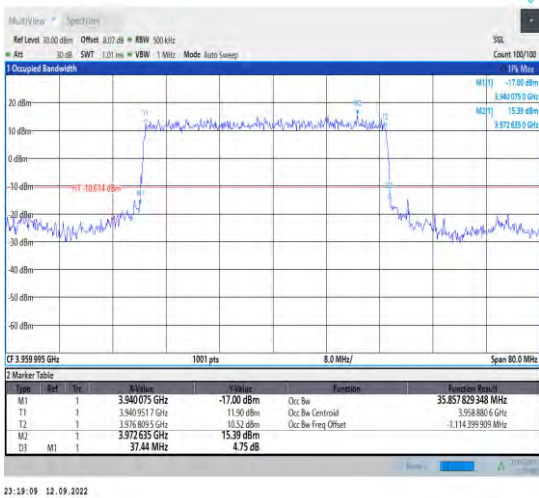 MultiView Spectrum
Ref Level 30.00 dBm Offset 8.07 dB RBW 500 kHz SGL
Att 30 dB SWT 1.01 ms VBW 1 MHz Mode Auto Sweep Count 100/100
1 Occupied Bandwidth 1Pk Max
M1[1] -17.00 dBm
3.940 075 0 GHz
M2[1] 15.39 dBm
3.972 635 0 GHz
20 dBm
10 dBm
0 dBm
-10 dBm
H1 -10.614 dBm
-20 dBm
-30 dBm
-40 dBm
-50 dBm
-60 dBm
T1
M2
T2
M1
CF 3.959 995 GHz 1001 pts 8.0 MHz/ Span 80.0 MHz
2 Marker Table
Type Ref Trc X-Value Y-Value Function Function Result
M1 1 3.940 075 GHz -17.00 dBm Occ Bw 35.857 829 348 MHz
T1 1 3.940 951 7 GHz 11.90 dBm Occ Bw Centroid 3.958 880 6 GHz
T2 1 3.976 809 5 GHz 10.52 dBm Occ Bw Freq Offset -1.114 399 909 MHz
M2 1 3.972 635 GHz 15.39 dBm
D3 M1 1 37.44 MHz 4.75 dB
23:19:09 12.09.2022